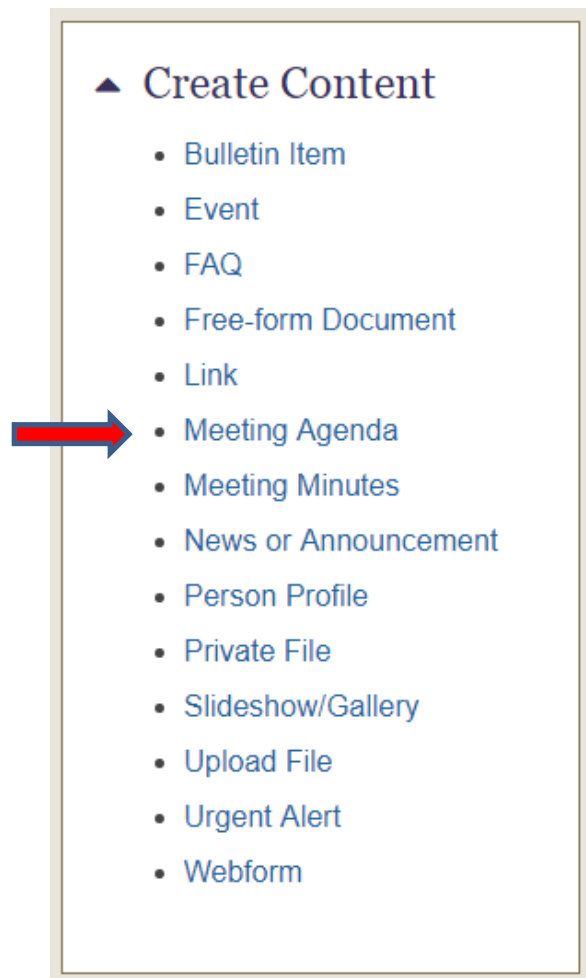 Create Content
Bulletin Item
Event
FAQ
Free-form Document
Link
Meeting Agenda
Meeting Minutes
News or Announcement
Person Profile
Private File
Slideshow/Gallery
Upload File
Urgent Alert
Webform